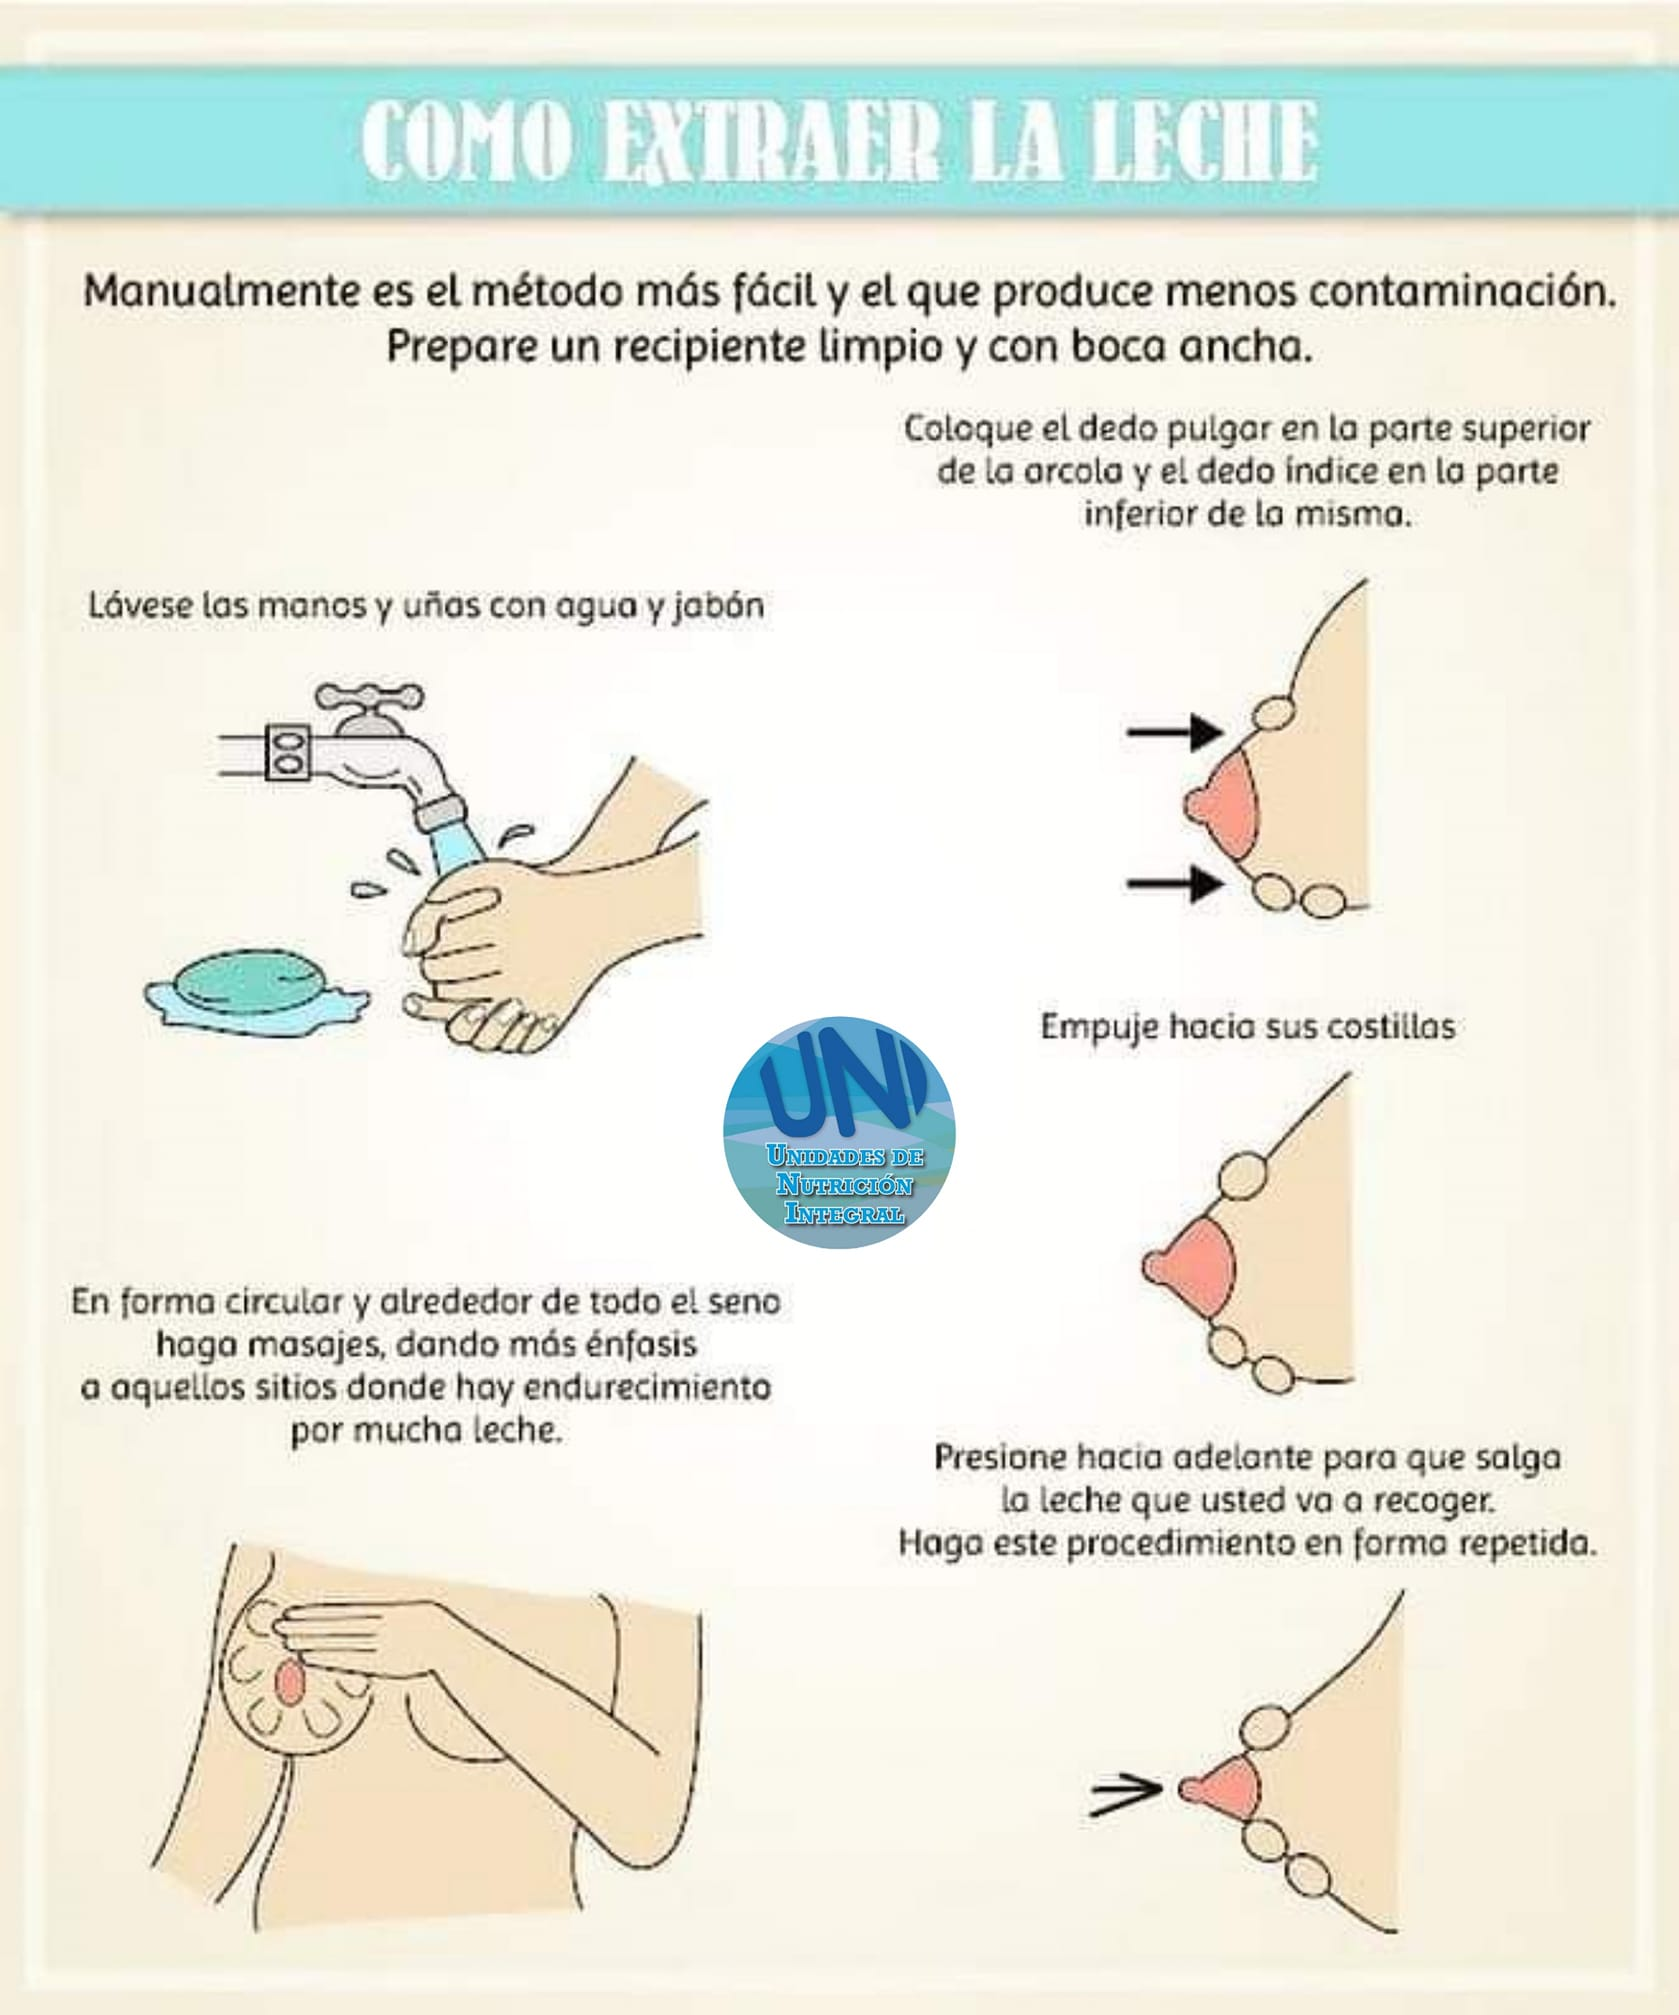 COMO EXTRAER LA LECHE
Manualmente es el método más fácil y el que produce menos contaminación.
Prepare un recipiente limpio y con boca ancha.
Lávese las manos y uñas con agua y jabón
En forma circular y alrededor de todo el seno
haga masajes, dando más énfasis
a aquellos sitios donde hay endurecimiento
por mucha leche.
Coloque el dedo pulgar en la parte superior
de la arcola y el dedo índice en la parte
inferior de la misma.
Empuje hacia sus costillas
Presione hacia adelante para que salga
la leche que usted va a recoger.
Haga este procedimiento en forma repetida.
UNI
UNIDADES DE
NUTRICIÓN
INTEGRAL